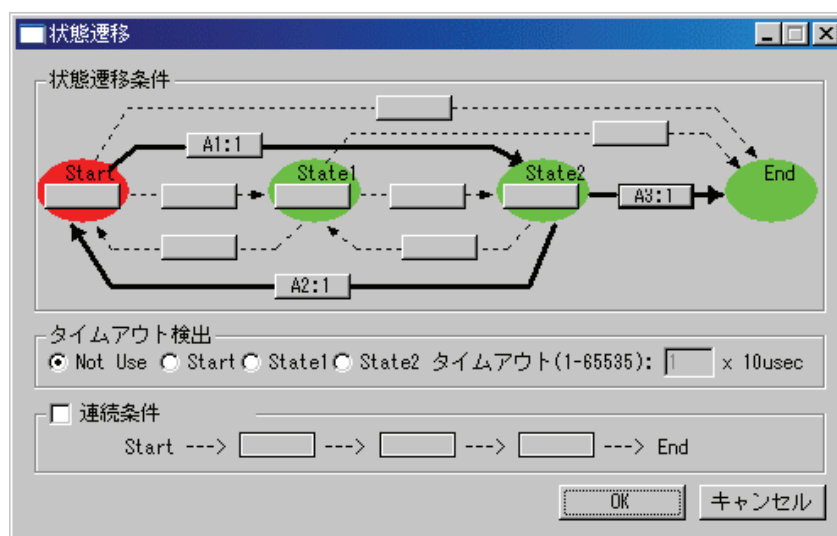 状態遷移
状態遷移条件
A1:1
Start
State1
State2
End
A3:1
A2:1
タイムアウト検出
Not Use Start State1 State2 タイムアウト(1-65535): 1 x 10usec
連続条件
Start ---> ---> ---> ---> End
OK キャンセル